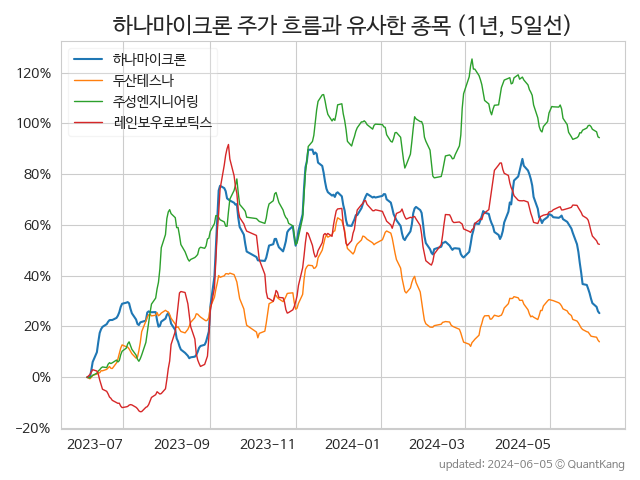 하나마이크론 주가 흐름과 유사한 종목 (1년, 5일선)
하나마이크론
두산테스나
주성엔지니어링
레인보우로보틱스
120%
100%
80%
60%
40%
20%
0%
−20%
2023−07 2023−09 2023−11 2024−01 2024−03 2024−05
updated: 2024−06−05 © QuantKang